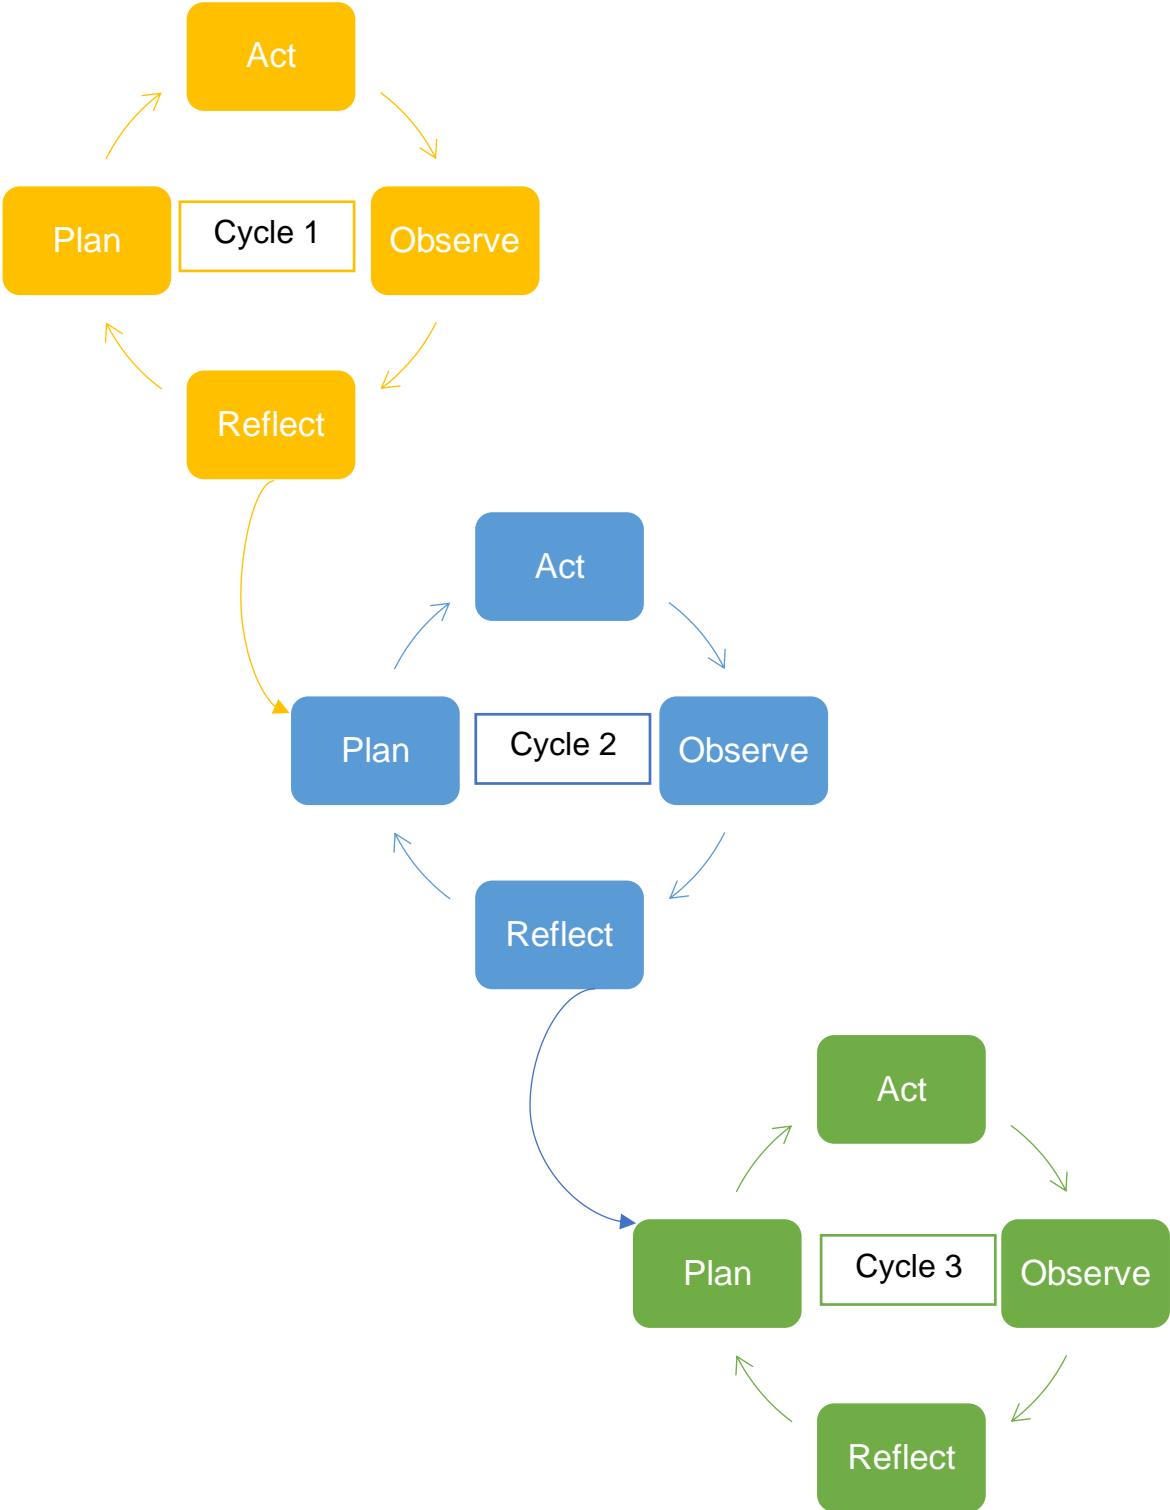 Act
Plan
Cycle 1
Observe
Reflect
Act
Plan
Cycle 2
Observe
Reflect
Act
Plan
Cycle 3
Observe
Reflect